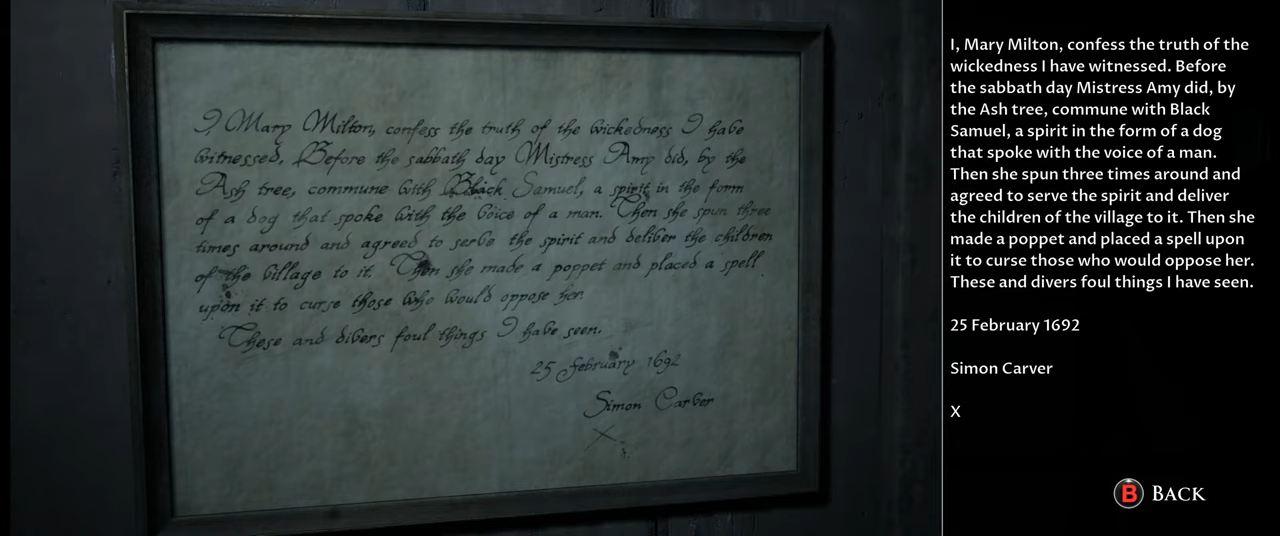 I, Mary Milton, confess the truth of the wickedness I have
witnessed. Before the sabbath day Mistress Amy did, by the
Ash tree, commune with Black Samuel, a spirit in the form
of a dog that spoke with the voice of a man. Then she spun three
times around and agreed to serve the spirit and deliver the children
of the village to it. Then she made a poppet and placed a spell
upon it to curse those who would oppose her.
These and divers foul things I have seen.
25 February 1692
Simon Carver
X
I, Mary Milton, confess the truth of the
wickedness I have witnessed. Before
the sabbath day Mistress Amy did, by
the Ash tree, commune with Black
Samuel, a spirit in the form of a dog
that spoke with the voice of a man.
Then she spun three times around and
agreed to serve the spirit and deliver
the children of the village to it. Then she
made a poppet and placed a spell upon
it to curse those who would oppose her.
These and divers foul things I have seen.
25 February 1692
Simon Carver
X
B BACK